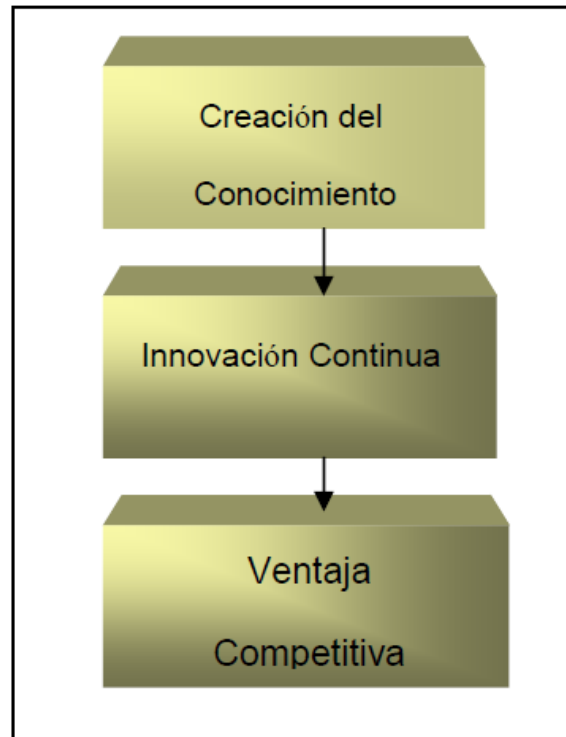 Creación del
Conocimiento
Innovación Continua
Ventaja
Competitiva